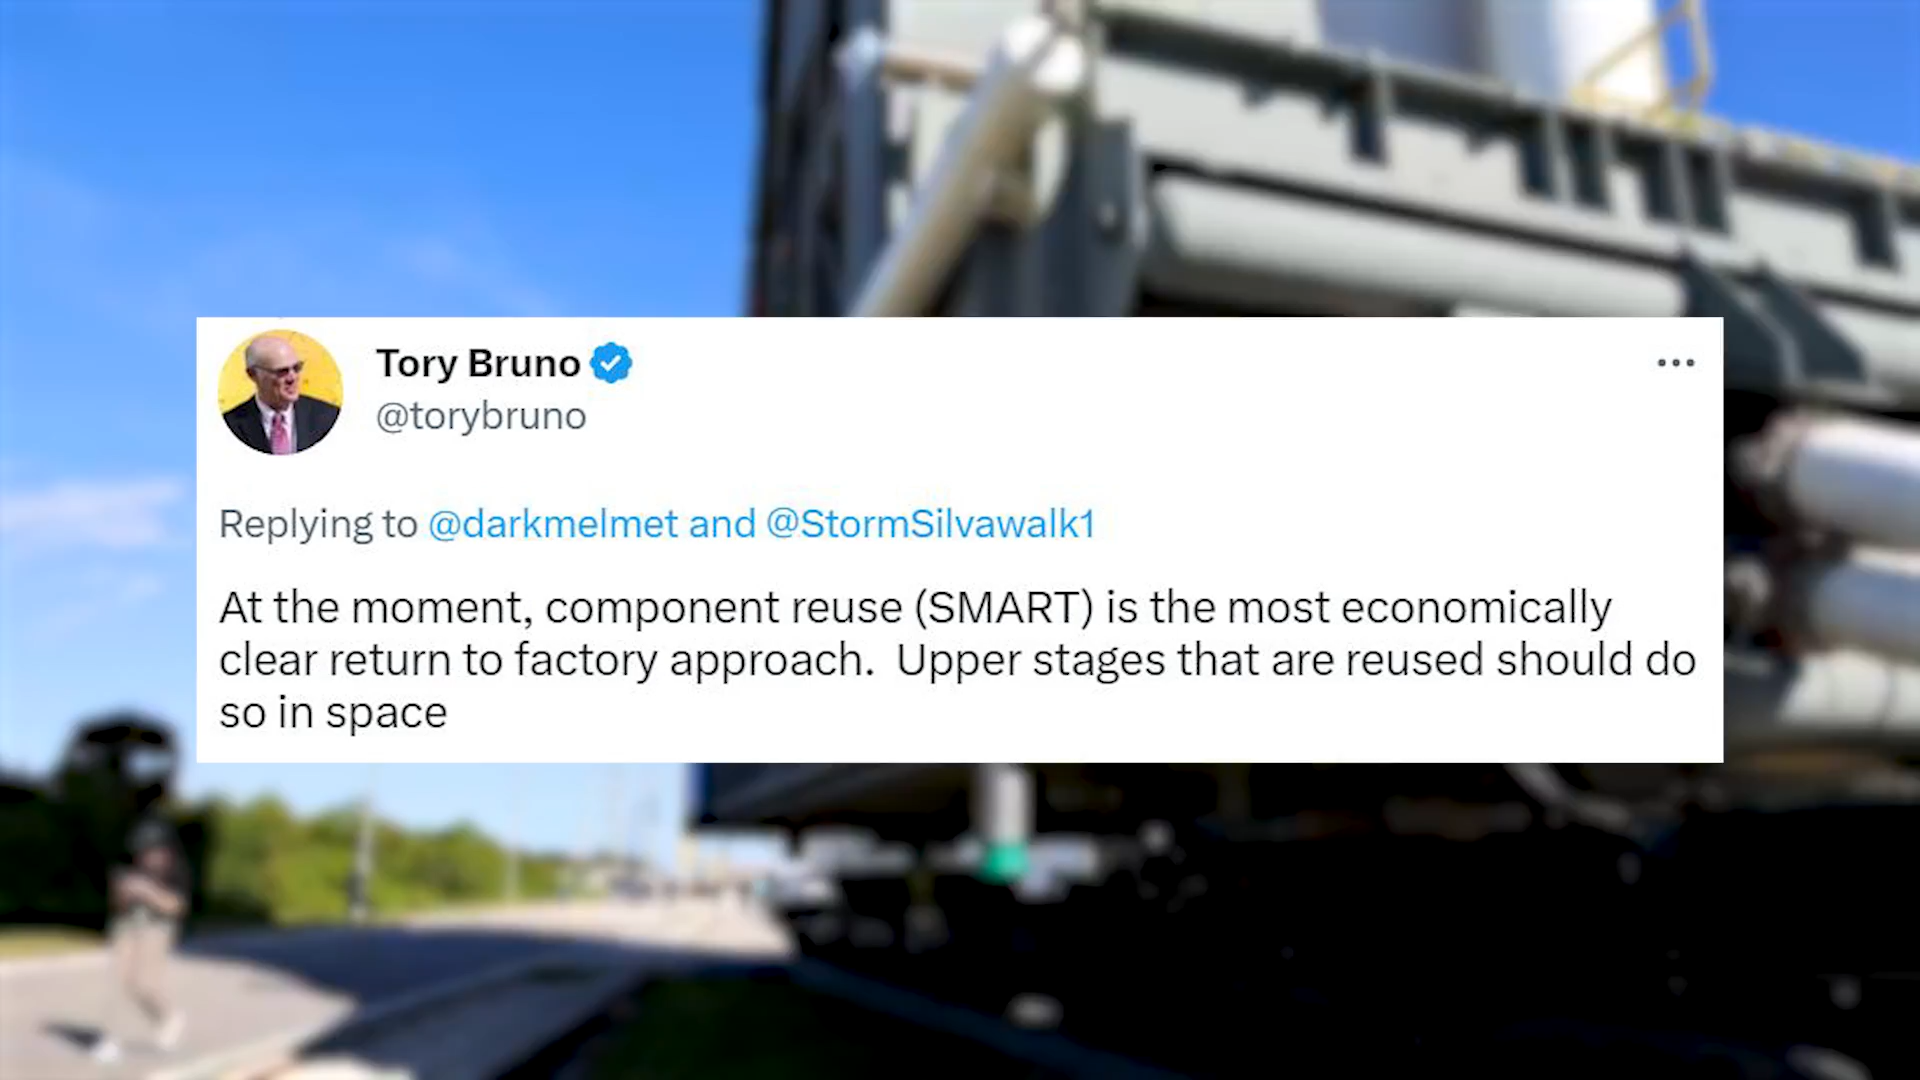 Tory Bruno
@torybruno
Replying to @darkmelmet and @StormSilvawalk1
At the moment, component reuse (SMART) is the most economically
clear return to factory approach.  Upper stages that are reused should do
so in space